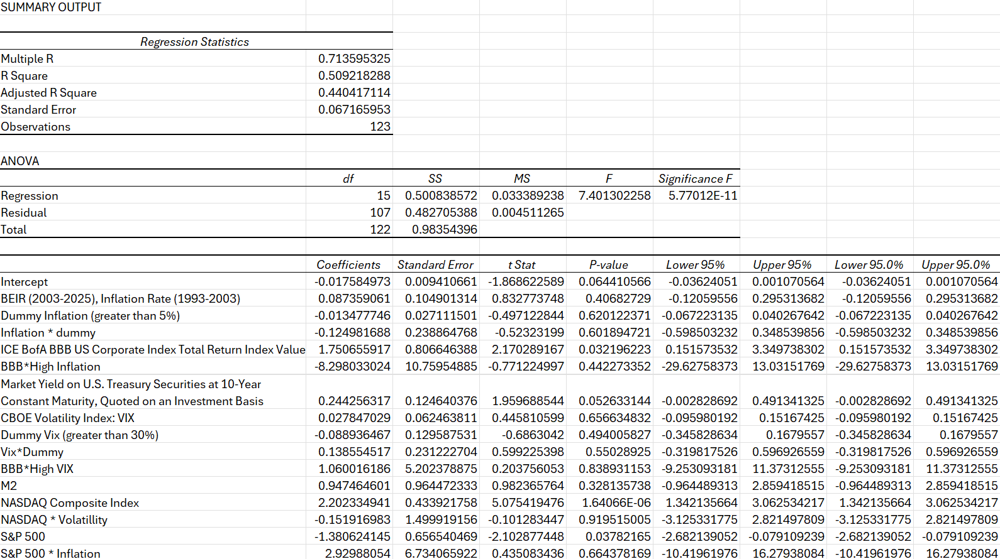 SUMMARY OUTPUT
Regression Statistics
Multiple R 0.713595325
R Square 0.509218288
Adjusted R Square 0.440417114
Standard Error 0.067165953
Observations 123
ANOVA
df SS MS F Significance F
Regression 15 0.500838572 0.033389238 7.401302258 5.77012E-11
Residual 107 0.482705388 0.004511265
Total 122 0.98354396
Coefficients Standard Error t Stat P-value Lower 95% Upper 95% Lower 95.0% Upper 95.0%
Intercept -0.017584973 0.009410661 -1.868622589 0.064410566 -0.03624051 0.001070564 -0.03624051 0.001070564
BEIR (2003-2025), Inflation Rate (1993-2003) 0.087359061 0.104901314 0.832773748 0.40682729 -0.12059556 0.295313682 -0.12059556 0.295313682
Dummy Inflation (greater than 5%) -0.013477746 0.027111501 -0.497122844 0.620122371 -0.067223135 0.040267642 -0.067223135 0.040267642
Inflation * dummy -0.124981688 0.238864768 -0.52323199 0.601894721 -0.598503232 0.348539856 -0.598503232 0.348539856
ICE BofA BBB US Corporate Index Total Return Index Value 1.750655917 0.806646388 2.170289167 0.032196223 0.151573532 3.349738302 0.151573532 3.349738302
BBB*High Inflation -8.298033024 10.75954885 -0.771224997 0.442273352 -29.62758373 13.03151769 -29.62758373 13.03151769
Market Yield on U.S. Treasury Securities at 10-Year
Constant Maturity, Quoted on an Investment Basis 0.244256317 0.124640376 1.959688544 0.052633144 -0.002828692 0.491341325 -0.002828692 0.491341325
CBOE Volatility Index: VIX 0.027847029 0.062463811 0.445810599 0.656634832 -0.095980192 0.15167425 -0.095980192 0.15167425
Dummy Vix (greater than 30%) -0.088936467 0.129587531 -0.6863042 0.494005827 -0.345828634 0.1679557 -0.345828634 0.1679557
Vix*Dummy 0.138554517 0.231222704 0.599225398 0.55028925 -0.319817526 0.596926559 -0.319817526 0.596926559
BBB*High VIX 1.060016186 5.202378875 0.203756053 0.838931153 -9.253093181 11.37312555 -9.253093181 11.37312555
M2 0.947464601 0.964472333 0.982365764 0.328135738 -0.964489313 2.859418515 -0.964489313 2.859418515
NASDAQ Composite Index 2.202334941 0.433921758 5.075419476 1.64066E-06 1.342135664 3.062534217 1.342135664 3.062534217
NASDAQ * Volatillity -0.151916983 1.499919156 -0.101283447 0.919515005 -3.125331775 2.821497809 -3.125331775 2.821497809
S&P 500 -1.380624145 0.656540469 -2.102877448 0.03782165 -2.682139052 -0.079109239 -2.682139052 -0.079109239
S&P 500 * Inflation 2.92988054 6.734065922 0.435083436 0.664378169 -10.41961976 16.27938084 -10.41961976 16.27938084